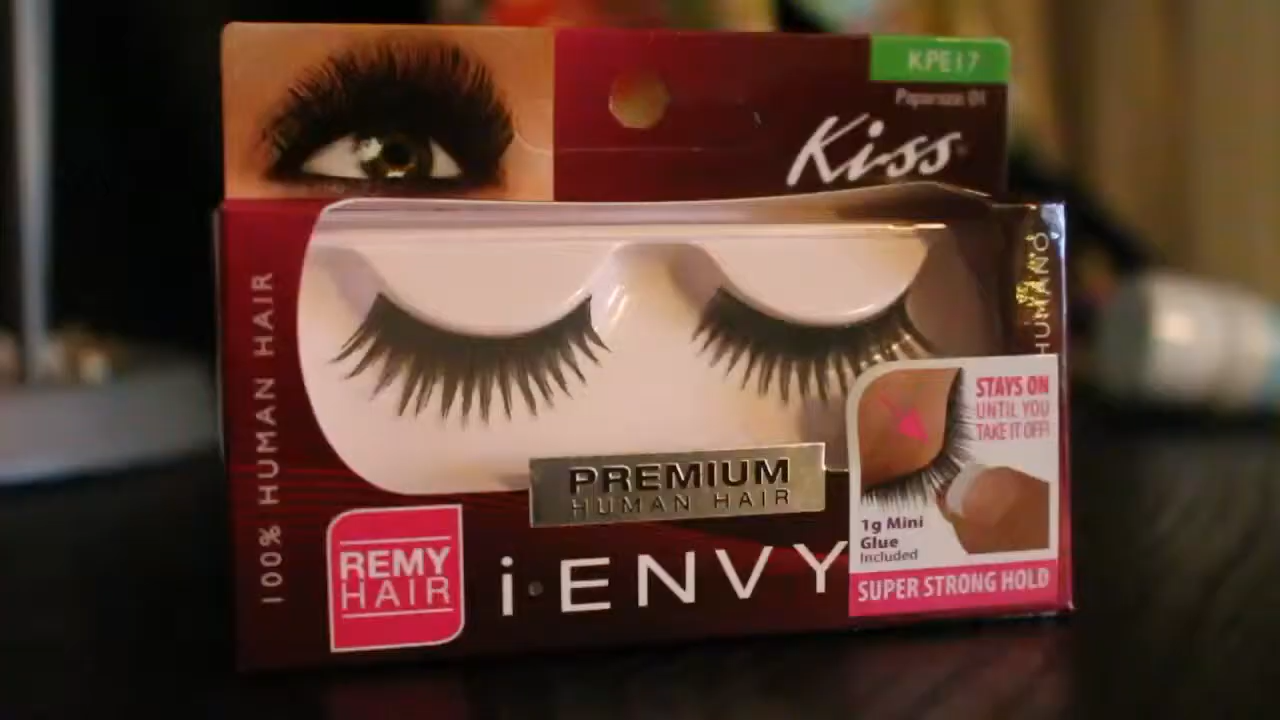 KPE17
Paparazzi 01
Kiss
100% HUMAN HAIR
HUMANO
STAYS ON
UNTIL YOU
TAKE IT OFF!
PREMIUM
HUMAN HAIR
1g Mini
Glue
Included
REMY
HAIR
i·ENVY
SUPER STRONG HOLD